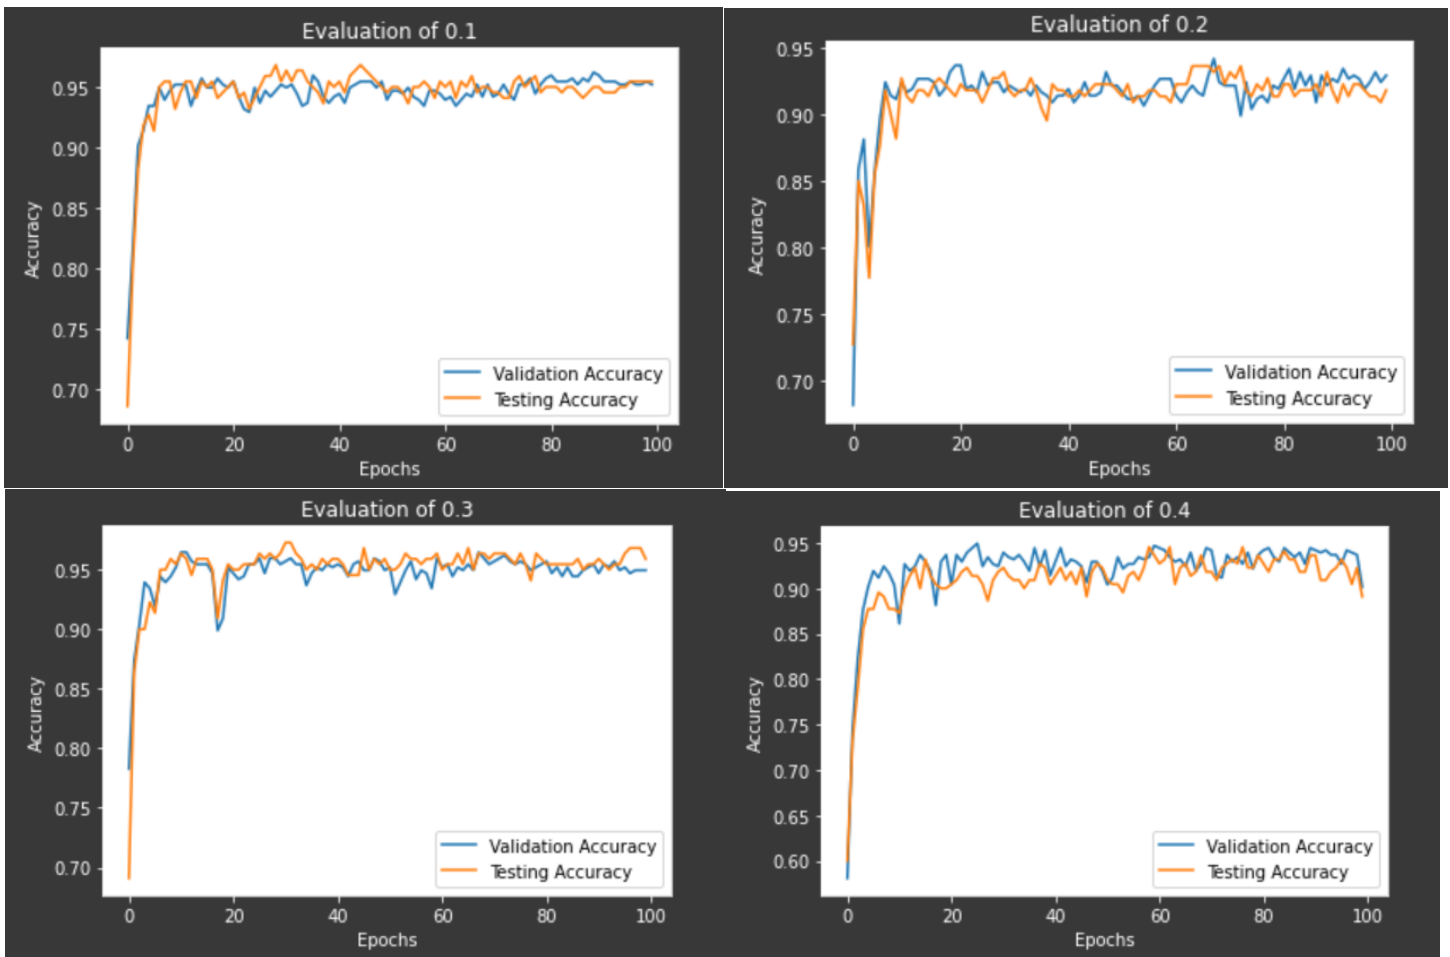 Evaluation of 0.1
0.95
0.90
0.85
0.80
0.75
0.70
Accuracy
Validation Accuracy
Testing Accuracy
0 20 40 60 80 100
Epochs
Evaluation of 0.2
0.95
0.90
0.85
0.80
0.75
0.70
Accuracy
Validation Accuracy
Testing Accuracy
0 20 40 60 80 100
Epochs
Evaluation of 0.3
0.95
0.90
0.85
0.80
0.75
0.70
Accuracy
Validation Accuracy
Testing Accuracy
0 20 40 60 80 100
Epochs
Evaluation of 0.4
0.95
0.90
0.85
0.80
0.75
0.70
0.65
0.60
Accuracy
Validation Accuracy
Testing Accuracy
0 20 40 60 80 100
Epochs